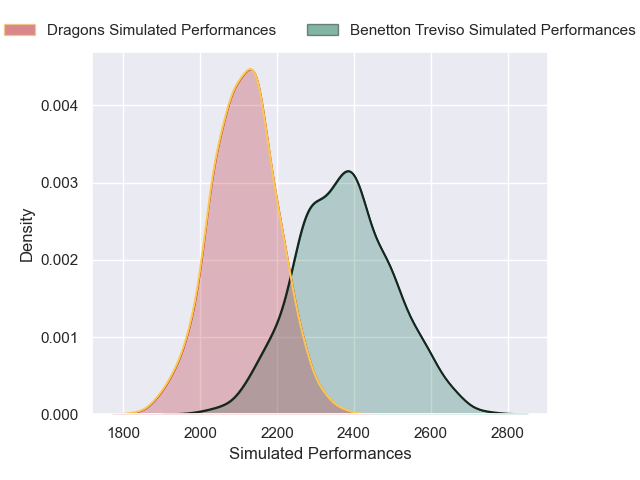 Dragons Simulated Performances
Benetton Treviso Simulated Performances
0.004
0.003
0.002
0.001
0.000
Density
1800 2000 2200 2400 2600 2800
Simulated Performances